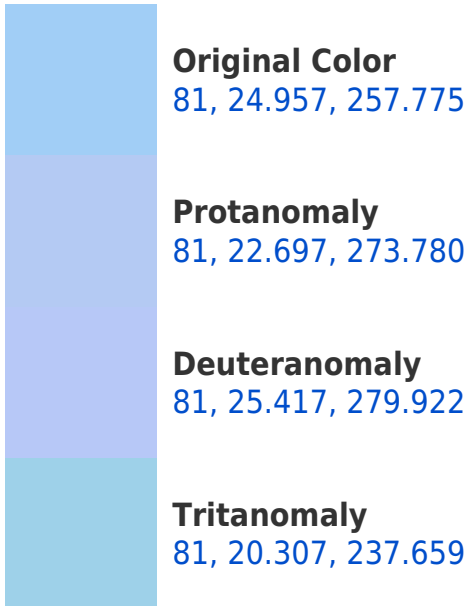 Original Color
81, 24.957, 257.775
Protanomaly
81, 22.697, 273.780
Deuteranomaly
81, 25.417, 279.922
Tritanomaly
81, 20.307, 237.659